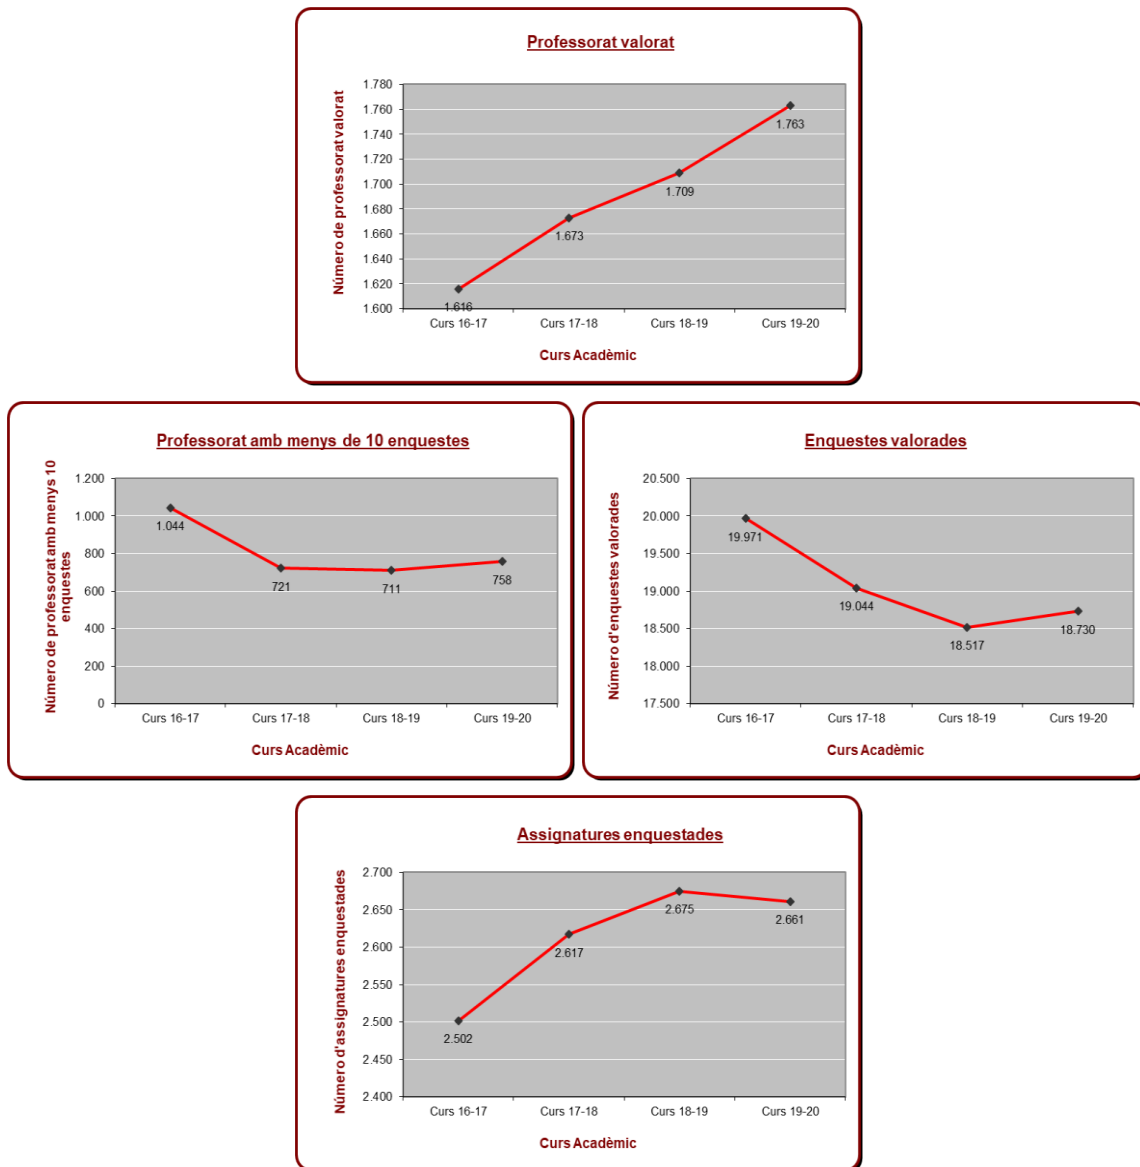 Professorat valorat
Número de professorat valorat
1.780
1.760
1.740
1.720
1.700
1.680
1.660
1.640
1.620
1.600
1.616
1.673
1.709
1.763
Curs 16-17
Curs 17-18
Curs 18-19
Curs 19-20
Curs Acadèmic
Professorat amb menys de 10 enquestes
Número de professorat amb menys 10
enquestes
1.200
1.000
800
600
400
200
0
1.044
721
711
758
Curs 16-17
Curs 17-18
Curs 18-19
Curs 19-20
Curs Acadèmic
Enquestes valorades
Número d'enquestes valorades
20.500
20.000
19.500
19.000
18.500
18.000
17.500
19.971
19.044
18.517
18.730
Curs 16-17
Curs 17-18
Curs 18-19
Curs 19-20
Curs Acadèmic
Assignatures enquestades
Número d'assignatures enquestades
2.700
2.650
2.600
2.550
2.500
2.450
2.400
2.502
2.617
2.675
2.661
Curs 16-17
Curs 17-18
Curs 18-19
Curs 19-20
Curs Acadèmic